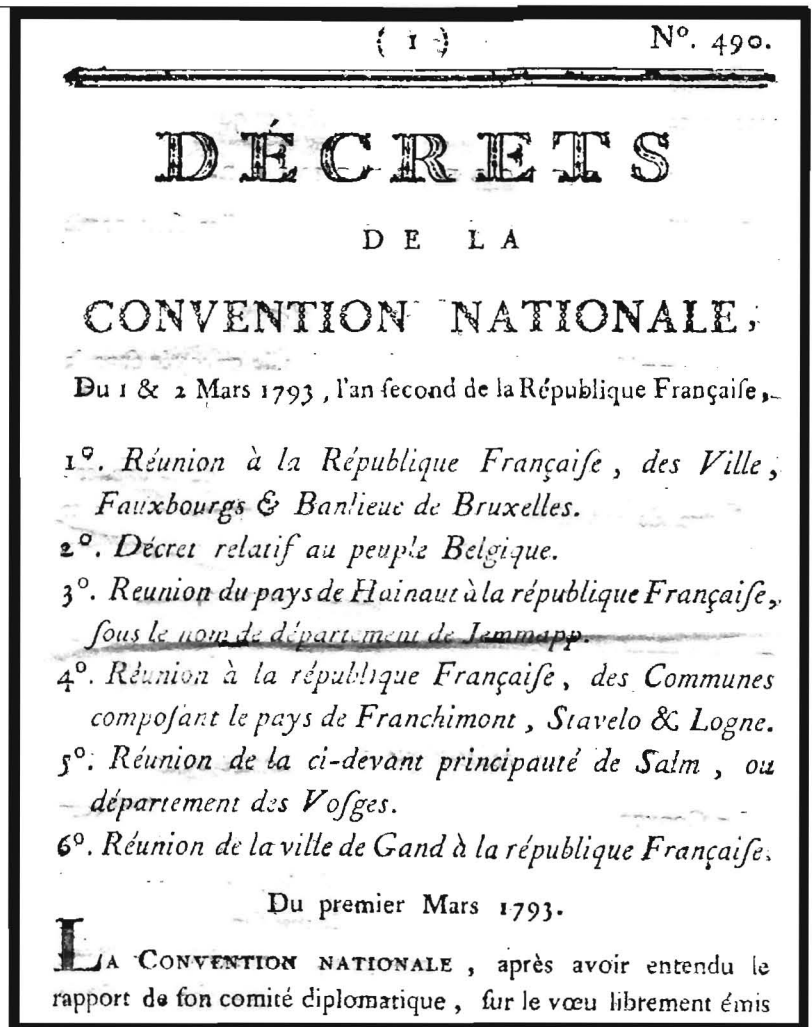 ( 1 ) N°. 490.
DÉCRETS
DE LA
CONVENTION NATIONALE,
Du 1 & 2 Mars 1793, l'an ſecond de la République Françaiſe,
1°. Réunion à la République Françaiſe, des Ville,
Fauxbourgs & Banlieue de Bruxelles.
2°. Décret relatif au peuple Belgique.
3°. Reunion du pays de Hainaut à la république Françaiſe,
ſous le nom de département de Jemmapp.
4°. Réunion à la république Françaiſe, des Communes
compoſant le pays de Franchimont, Stavelo & Logne.
5°. Réunion de la ci-devant principauté de Salm, ou
département des Voſges.
6°. Réunion de la ville de Gand à la république Françaiſe.
Du premier Mars 1793.
LA CONVENTION NATIONALE, après avoir entendu le
rapport de ſon comité diplomatique, ſur le vœu librement émis